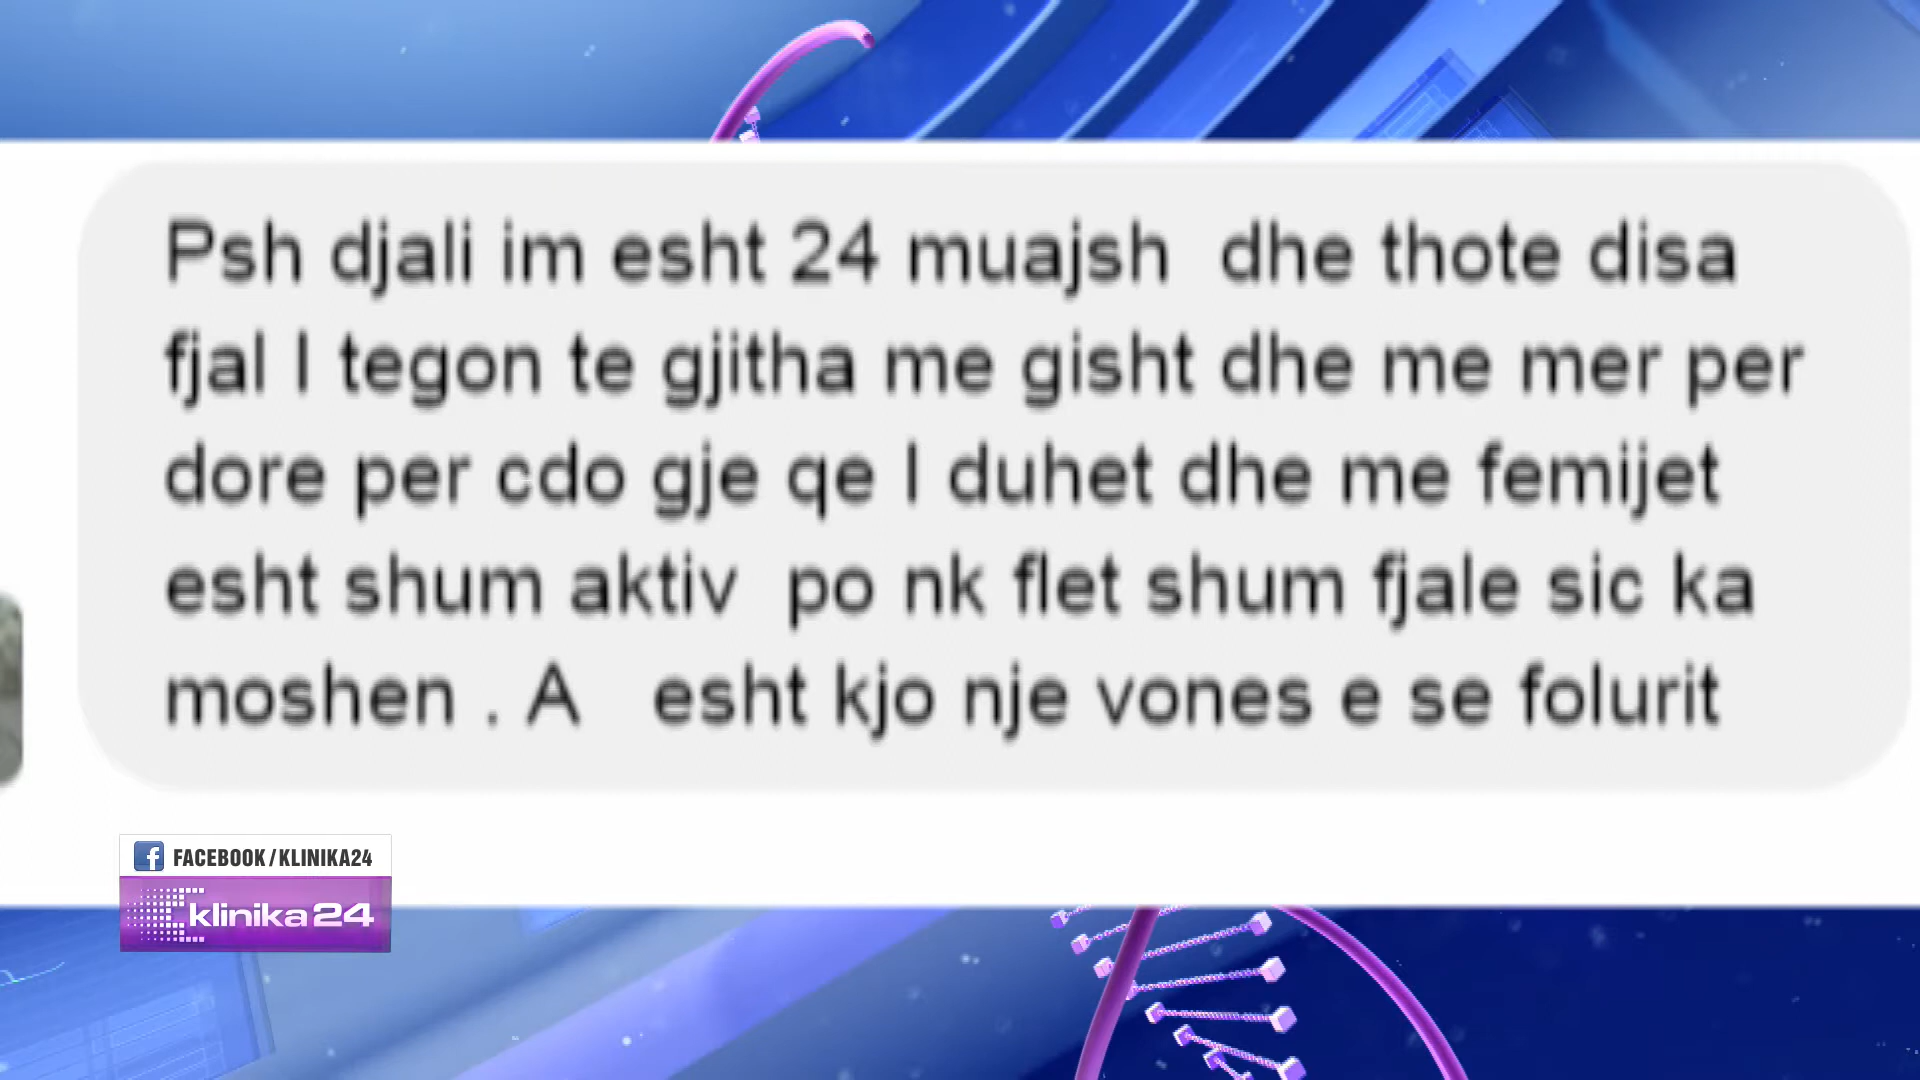 Psh djali im esht 24 muajsh  dhe thote disa
fjal I tegon te gjitha me gisht dhe me mer per
dore per cdo gje qe I duhet dhe me femijet
esht shum aktiv  po nk flet shum fjale sic ka
moshen . A   esht kjo nje vones e se folurit
FACEBOOK/KLINIKA24
klinika 24